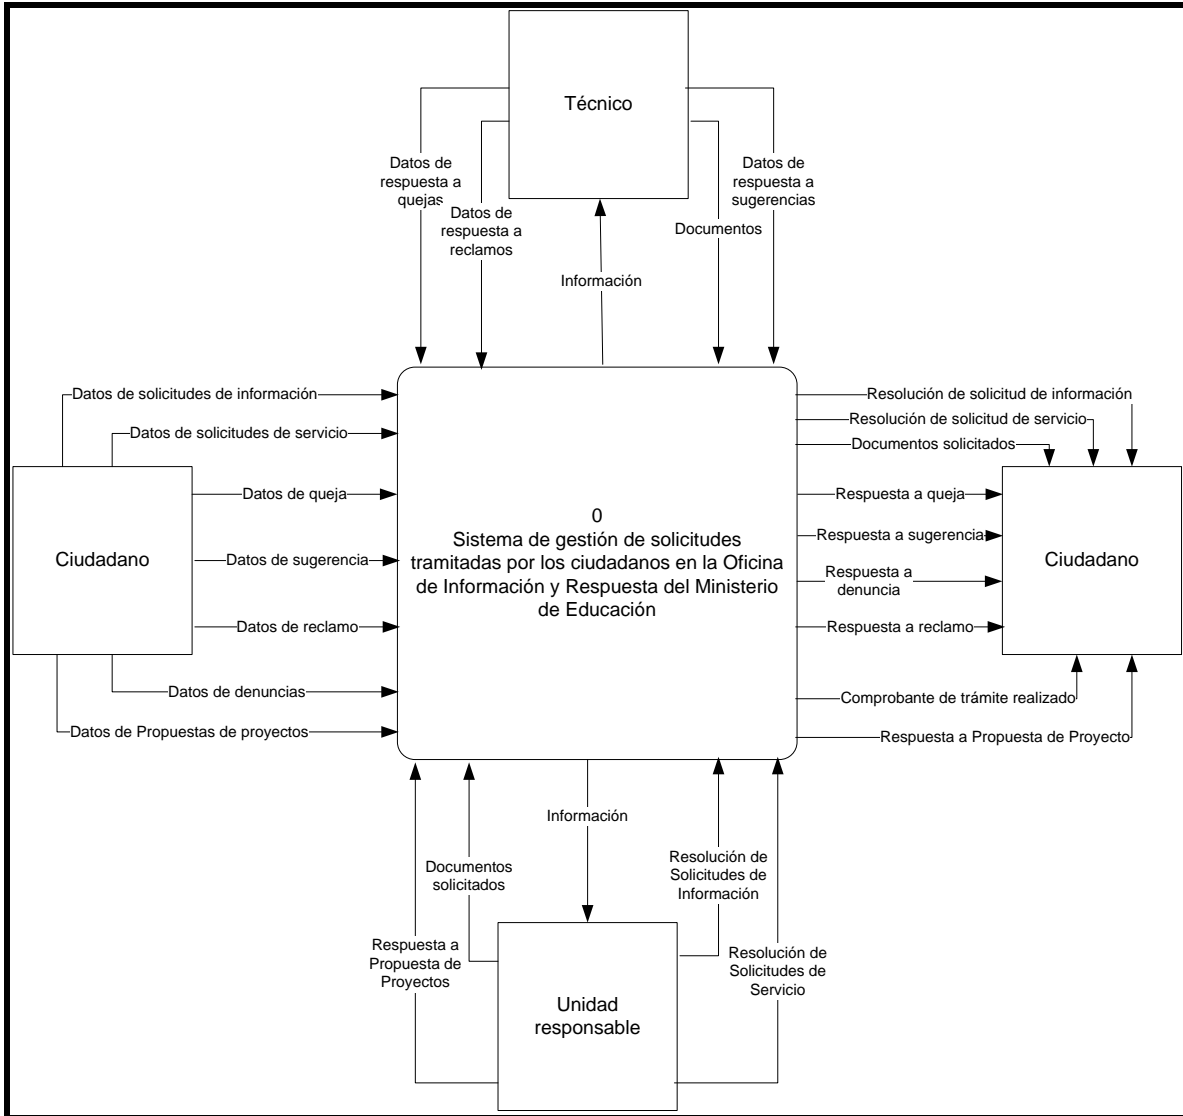 Técnico
Datos de
respuesta a
quejas
Datos de
respuesta a
reclamos
Datos de
respuesta a
sugerencias
Documentos
Información
Datos de solicitudes de información
Datos de solicitudes de servicio
Datos de queja
Datos de sugerencia
Datos de reclamo
Datos de denuncias
Datos de Propuestas de proyectos
Ciudadano
0
Sistema de gestión de solicitudes
tramitadas por los ciudadanos en la Oficina
de Información y Respuesta del Ministerio
de Educación
Resolución de solicitud de información
Resolución de solicitud de servicio
Documentos solicitados
Respuesta a queja
Respuesta a sugerencia
Respuesta a
denuncia
Respuesta a reclamo
Comprobante de trámite realizado
Respuesta a Propuesta de Proyecto
Ciudadano
Información
Documentos
solicitados
Resolución de
Solicitudes de
Información
Respuesta a
Propuesta de
Proyectos
Resolución de
Solicitudes de
Servicio
Unidad
responsable